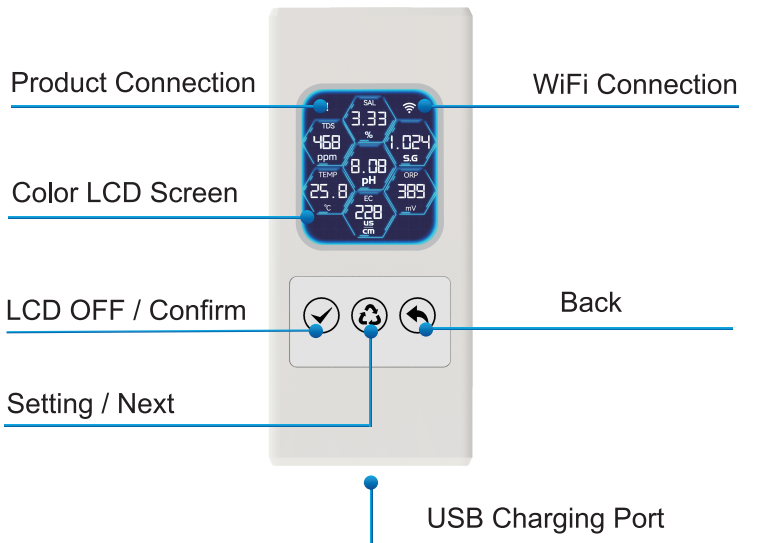 Product Connection
WiFi Connection
!
SAL
3.33
%
TDS
468
ppm
1.024
S.G
8.08
pH
TEMP
25.8
°C
ORP
389
mV
EC
228
us
cm
Color LCD Screen
LCD OFF / Confirm
Back
Setting / Next
USB Charging Port